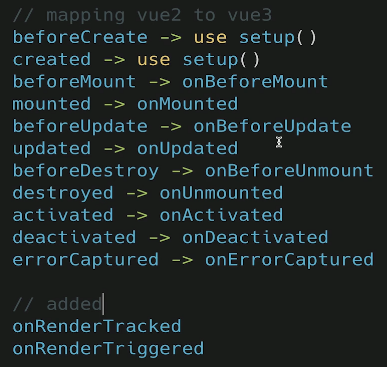 // mapping vue2 to vue3
beforeCreate -> use setup()
created -> use setup()
beforeMount -> onBeforeMount
mounted -> onMounted
beforeUpdate -> onBeforeUpdate
updated -> onUpdated
beforeDestroy -> onBeforeUnmount
destroyed -> onUnmounted
activated -> onActivated
deactivated -> onDeactivated
errorCaptured -> onErrorCaptured
// added
onRenderTracked
onRenderTriggered